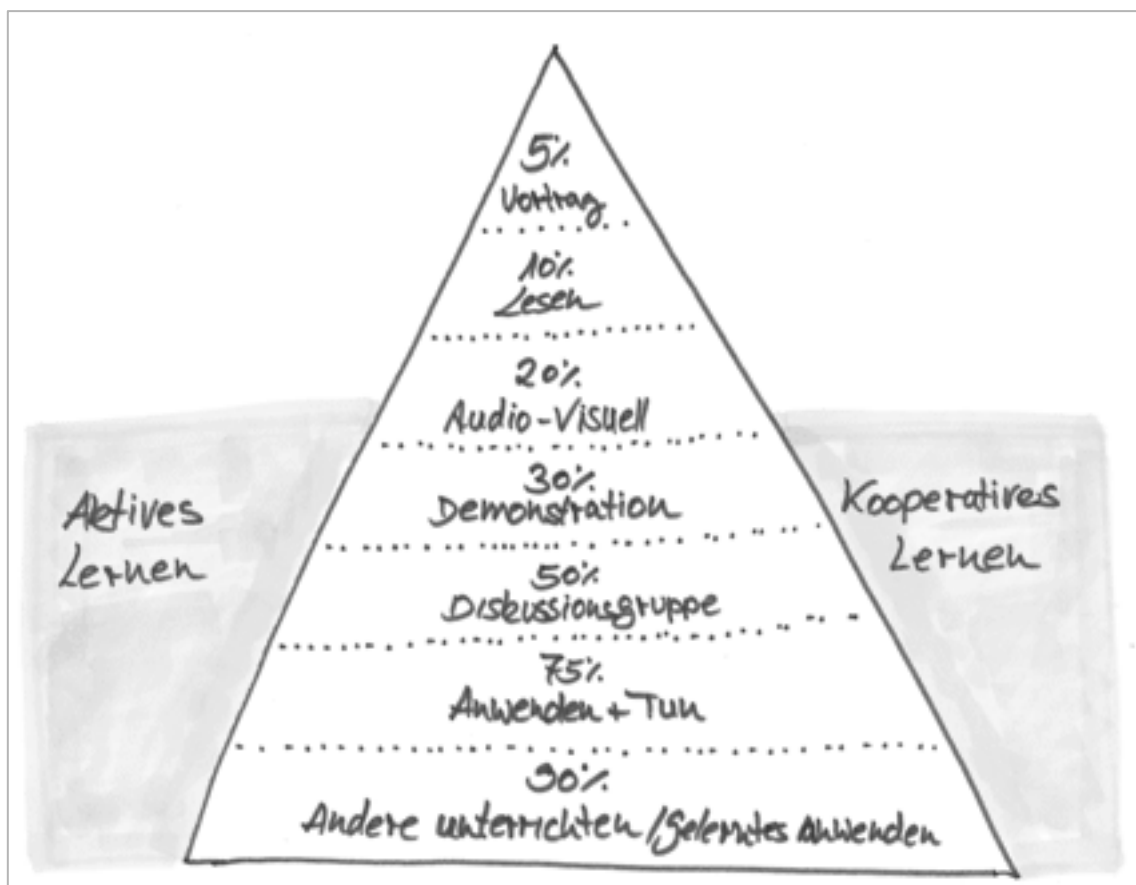 5%
Vortrag
10%
Lesen
20%
Audio-Visuell
30%
Demonstration
Aktives
Lernen
Kooperatives
Lernen
50%
Diskussionsgruppe
75%
Anwenden + Tun
90%
Andere unterrichten/Gelerntes anwenden